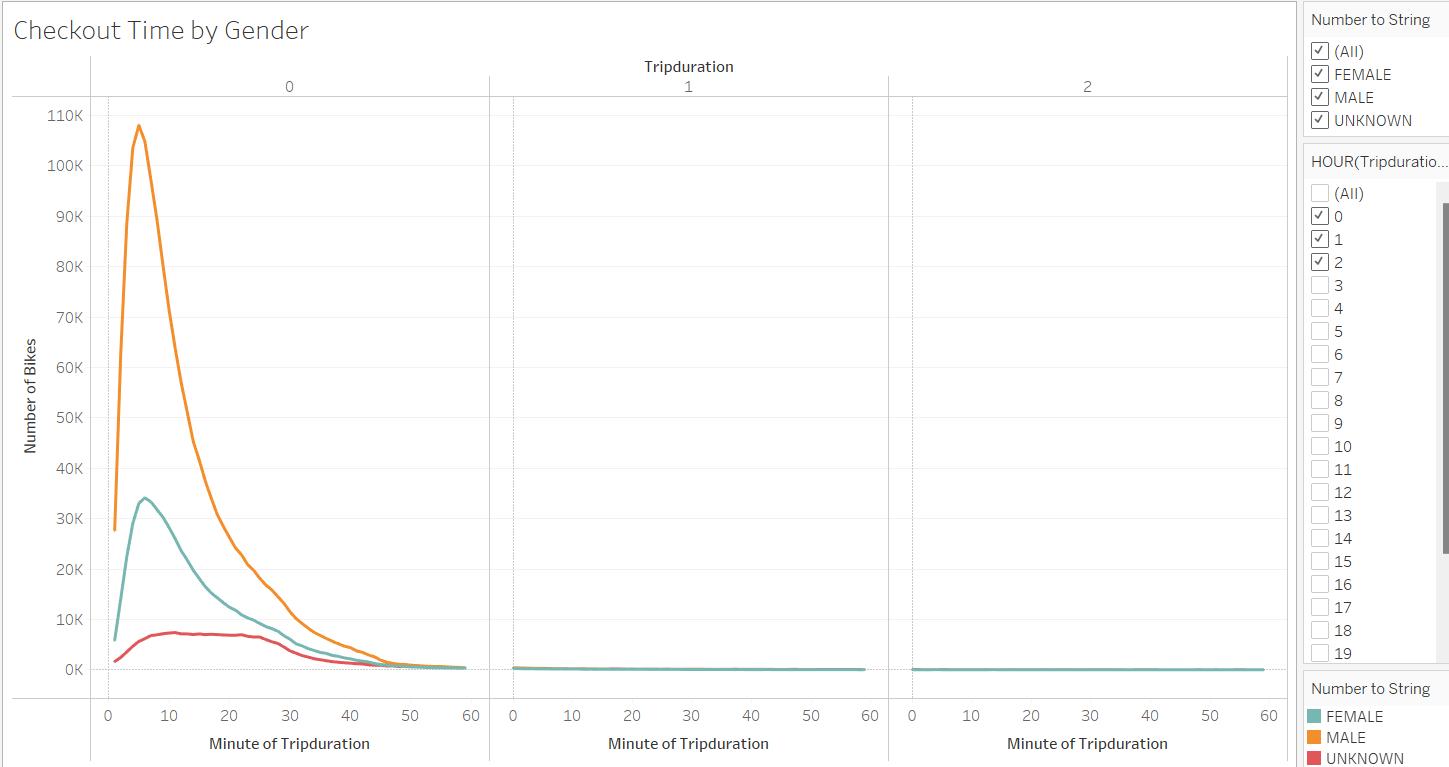 Checkout Time by Gender
Tripduration
0 1 2
110K
100K
90K
80K
70K
60K
50K
40K
30K
20K
10K
0K
Number of Bikes
0 10 20 30 40 50 60
0 10 20 30 40 50 60
0 10 20 30 40 50 60
Minute of Tripduration
Minute of Tripduration
Minute of Tripduration
Number to String
(All)
FEMALE
MALE
UNKNOWN
HOUR(Tripduratio...
(All)
0
1
2
3
4
5
6
7
8
9
10
11
12
13
14
15
16
17
18
19
Number to String
FEMALE
MALE
UNKNOWN